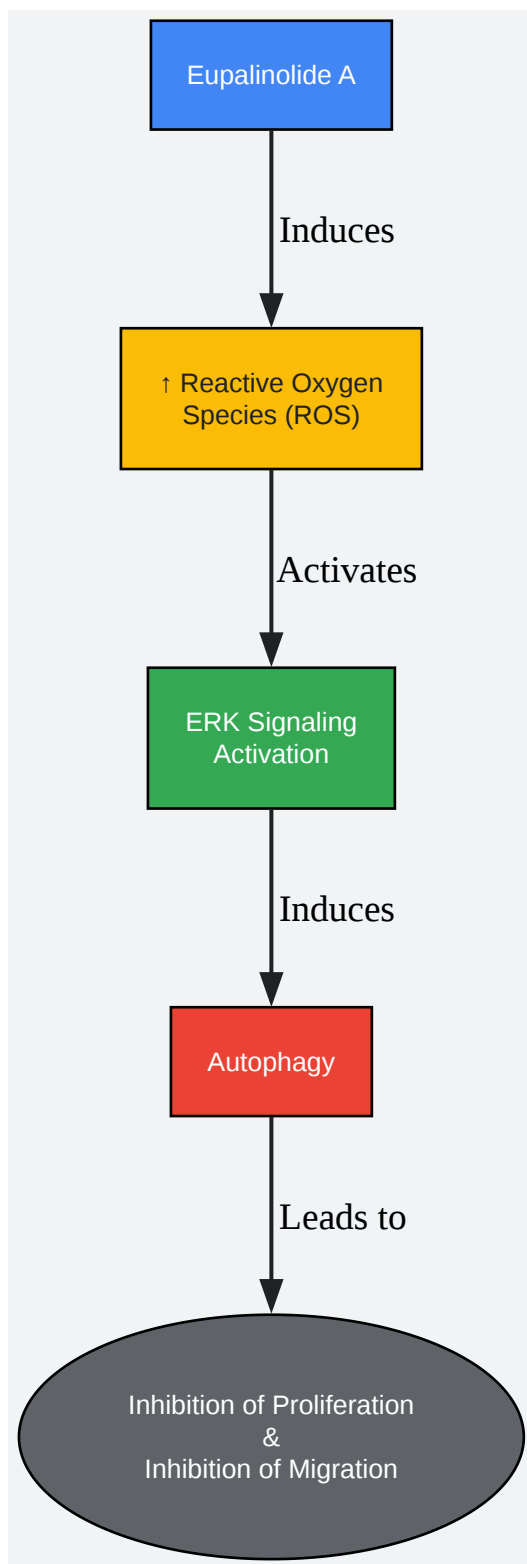 Eupalinolide A
Induces
↑ Reactive Oxygen
Species (ROS)
Activates
ERK Signaling
Activation
Induces
Autophagy
Leads to
Inhibition of Proliferation
&
Inhibition of Migration